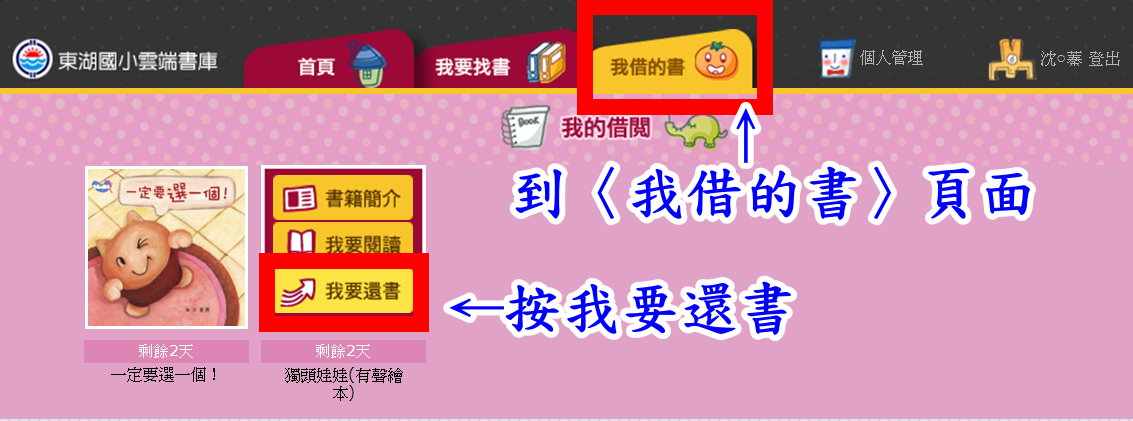 東湖國小雲端書庫
首頁
我要找書
我借的書
個人管理
沈○蓁 登出
BOOK
我的借閱
到〈我借的書〉頁面
一定要選一個！
書籍簡介
我要閱讀
我要還書
←按我要還書
剩餘2天
剩餘2天
一定要選一個！
獨頭娃娃(有聲繪
本)